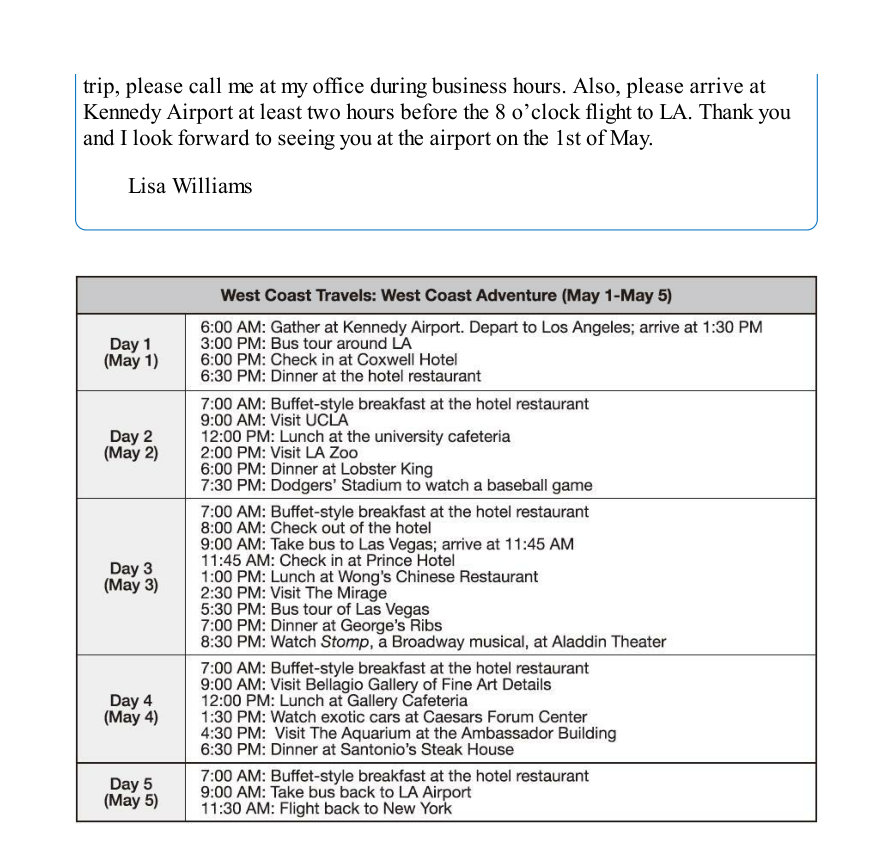 trip, please call me at my office during business hours. Also, please arrive at
Kennedy Airport at least two hours before the 8 o’clock flight to LA. Thank you
and I look forward to seeing you at the airport on the 1st of May.
Lisa Williams
West Coast Travels: West Coast Adventure (May 1-May 5)
Day 1
(May 1)
6:00 AM: Gather at Kennedy Airport. Depart to Los Angeles; arrive at 1:30 PM
3:00 PM: Bus tour around LA
6:00 PM: Check in at Coxwell Hotel
6:30 PM: Dinner at the hotel restaurant
Day 2
(May 2)
7:00 AM: Buffet-style breakfast at the hotel restaurant
9:00 AM: Visit UCLA
12:00 PM: Lunch at the university cafeteria
2:00 PM: Visit LA Zoo
6:00 PM: Dinner at Lobster King
7:30 PM: Dodgers’ Stadium to watch a baseball game
Day 3
(May 3)
7:00 AM: Buffet-style breakfast at the hotel restaurant
8:00 AM: Check out of the hotel
9:00 AM: Take bus to Las Vegas; arrive at 11:45 AM
11:45 AM: Check in at Prince Hotel
1:00 PM: Lunch at Wong’s Chinese Restaurant
2:30 PM: Visit The Mirage
5:30 PM: Bus tour of Las Vegas
7:00 PM: Dinner at George’s Ribs
8:30 PM: Watch Stomp, a Broadway musical, at Aladdin Theater
Day 4
(May 4)
7:00 AM: Buffet-style breakfast at the hotel restaurant
9:00 AM: Visit Bellagio Gallery of Fine Art Details
12:00 PM: Lunch at Gallery Cafeteria
1:30 PM: Watch exotic cars at Caesars Forum Center
4:30 PM: Visit The Aquarium at the Ambassador Building
6:30 PM: Dinner at Santonio’s Steak House
Day 5
(May 5)
7:00 AM: Buffet-style breakfast at the hotel restaurant
9:00 AM: Take bus back to LA Airport
11:30 AM: Flight back to New York